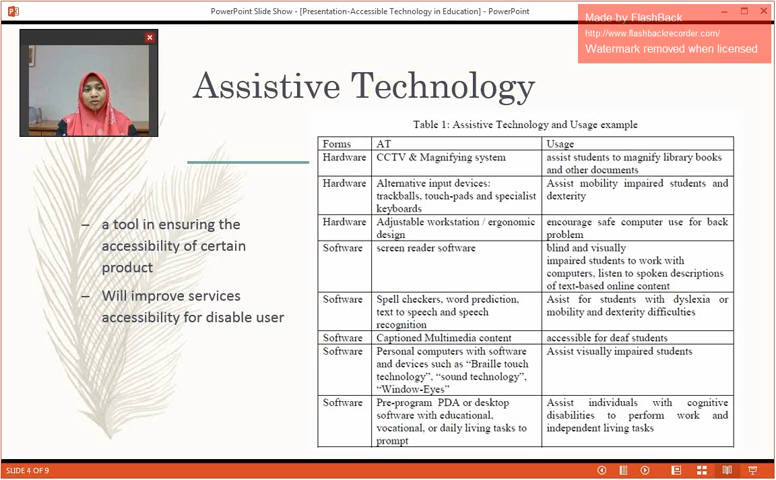 PowerPoint Slide Show - [Presentation-Accessible Technology in Education] - PowerPoint
Made by FlashBack
http://www.flashbackrecorder.com/
Watermark removed when licensed
Assistive Technology
– a tool in ensuring the
accessibility of certain
product
– Will improve services
accessibility for disable user
Table 1: Assistive Technology and Usage example
Forms AT Usage
Hardware CCTV & Magnifying system assist students to magnify library books
and other documents
Hardware Alternative input devices: Assist mobility impaired students and
trackballs, touch-pads and specialist dexterity
keyboards
Hardware Adjustable workstation / ergonomic encourage safe computer use for back
design problem
Software screen reader software blind and visually
impaired students to work with
computers, listen to spoken descriptions
of text-based online content
Software Spell checkers, word prediction, Asist for students with dyslexia or
text to speech and speech mobility and dexterity difficulties
recognition
Software Captioned Multimedia content accessible for deaf students
Software Personal computers with software Assist visually impaired students
and devices such as “Braille touch
technology”, “sound technology”,
“Window-Eyes”
Software Pre-program PDA or desktop Assist individuals with cognitive
software with educational, disabilities to perform work and
vocational, or daily living tasks to independent living tasks
prompt
SLIDE 4 OF 9